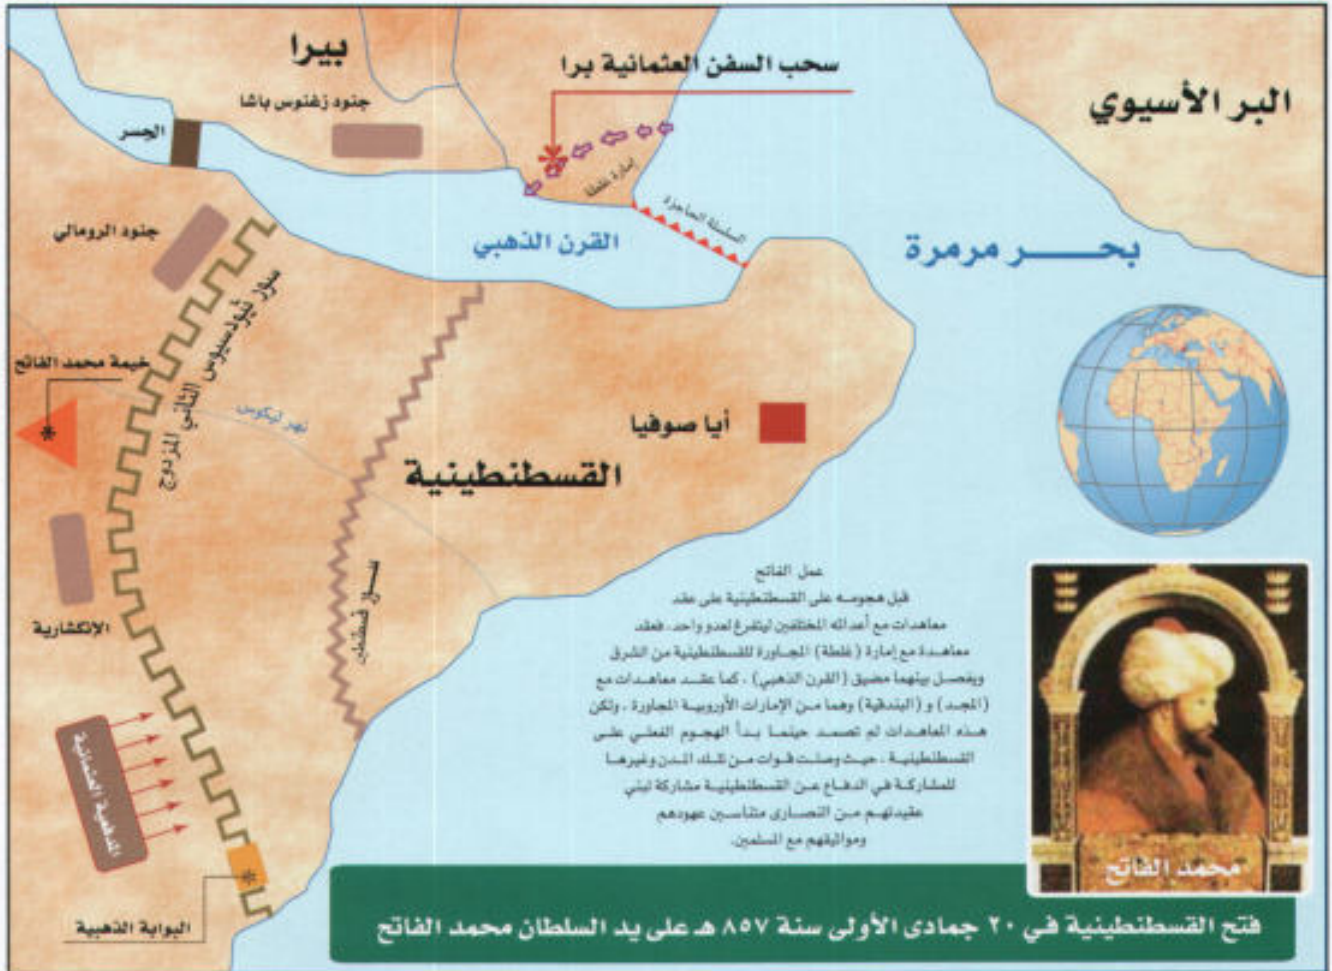 بيرا
سحب السفن العثمانية برا
البر الأسيوي
جنود زغنوس باشا
الجسر
إمارة غلطة
السلسلة الحاجزة
جنود الرومالي
القرن الذهبي
بحـــر مرمرة
سور ثيودسيوس الثاني المزدوج
خيمة محمد الفاتح
نهر ليكوس
أيا صوفيا
القسطنطينية
سور قسطنطين
الإنكشارية
المدفعية العثمانية
البوابة الذهبية
عمل الفاتح
قبل هجومه على القسطنطينية على عقد
معاهدات مع أعدائه المختلفين ليتفرغ لعدو واحد، فعقد
معاهدة مع إمارة (غلطة) المجاورة للقسطنطينية من الشرق
ويفصل بينهما مضيق (القرن الذهبي)، كما عقد معاهدات مع
(المجد) و (البندقية) وهما من الإمارات الأوروبية المجاورة، ولكن
هذه المعاهدات لم تصمد حينما بدأ الهجوم الفعلي على
القسطنطينية، حيث وصلت قوات من تلك المدن وغيرها
للمشاركة في الدفاع عن القسطنطينية مشاركة لبني
عقيدتهم من النصارى متناسين عهودهم
ومواثيقهم مع المسلمين.
محمد الفاتح
فتح القسطنطينية في ٢٠ جمادى الأولى سنة ٨٥٧ هـ على يد السلطان محمد الفاتح